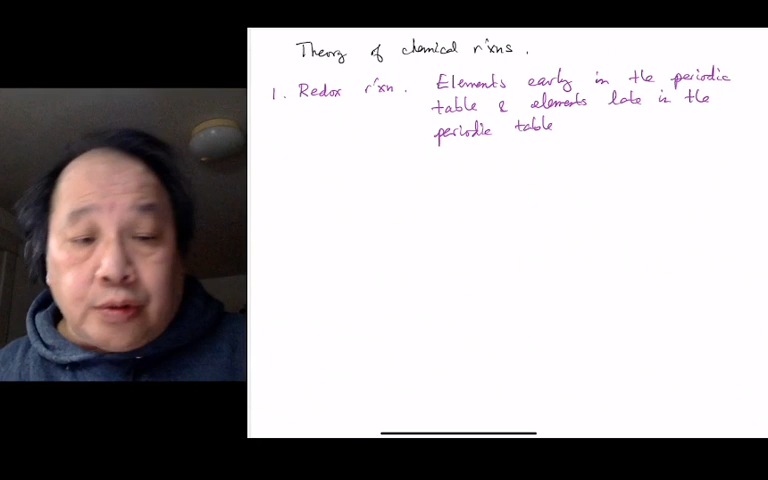 Theory of chemical r'xns.
1. Redox r'xn. Elements early in the periodic
table & elements late in the
periodic table